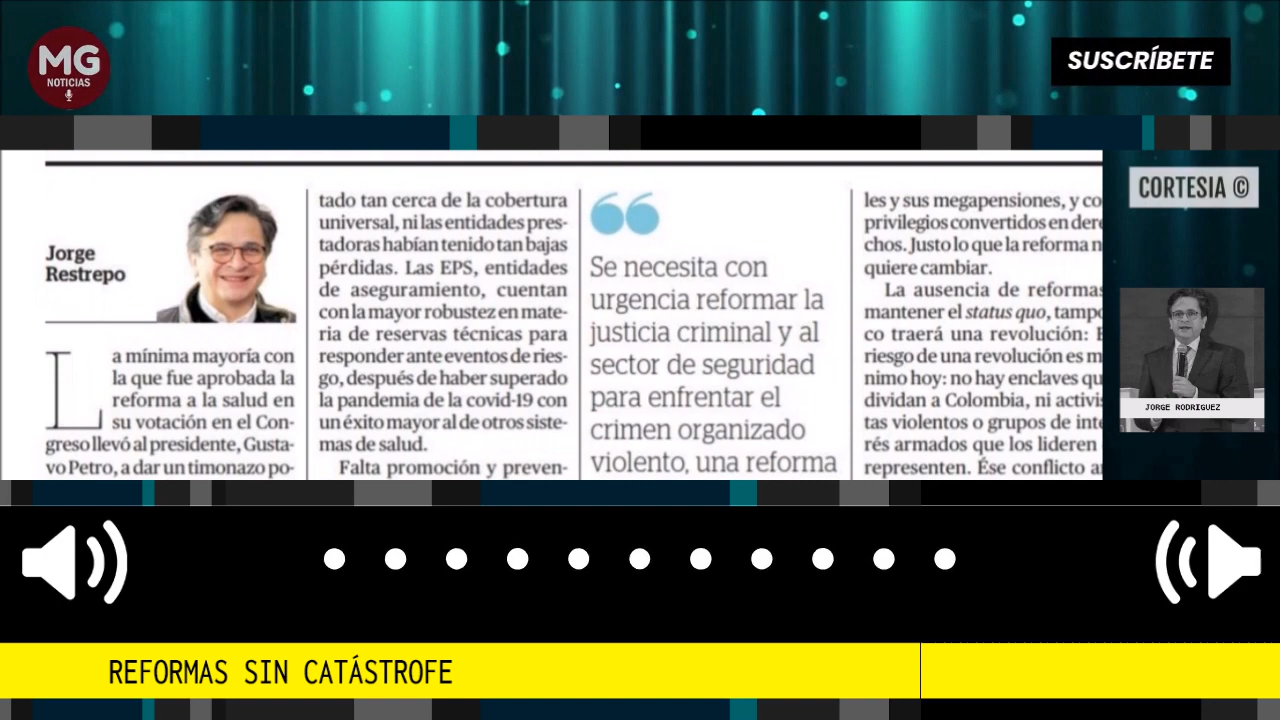 MG
NOTICIAS
SUSCRÍBETE
CORTESIA ©
Jorge
Restrepo
La mínima mayoría con
la que fue aprobada la
reforma a la salud en
su votación en el Con-
greso llevó al presidente, Gusta-
vo Petro, a dar un timonazo po-
tado tan cerca de la cobertura
universal, ni las entidades pres-
tadoras habían tenido tan bajas
pérdidas. Las EPS, entidades
de aseguramiento, cuentan
con la mayor robustez en mate-
ria de reservas técnicas para
responder ante eventos de ries-
go, después de haber superado
la pandemia de la covid-19 con
un éxito mayor al de otros siste-
mas de salud.
Falta promoción y preven-
“
Se necesita con
urgencia reformar la
justicia criminal y al
sector de seguridad
para enfrentar el
crimen organizado
violento, una reforma
les y sus megapensiones, y co
privilegios convertidos en dere
chos. Justo lo que la reforma n
quiere cambiar.
La ausencia de reformas
mantener el status quo, tampo
co traerá una revolución: E
riesgo de una revolución es m
nimo hoy: no hay enclaves qu
dividan a Colombia, ni activis
tas violentos o grupos de inte
rés armados que los lideren
representen. Ése conflicto a
JORGE RODRIGUEZ
REFORMAS SIN CATÁSTROFE